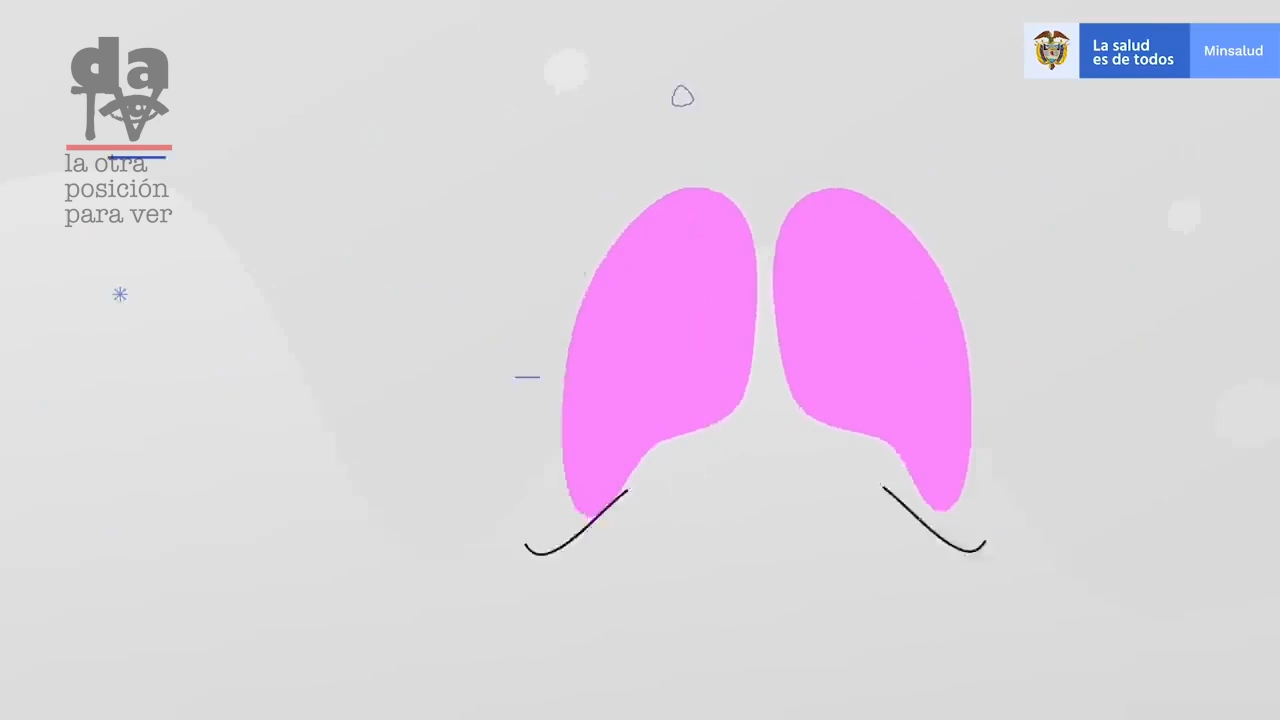 da
la otra
posición
para ver
La salud
es de todos
Minsalud